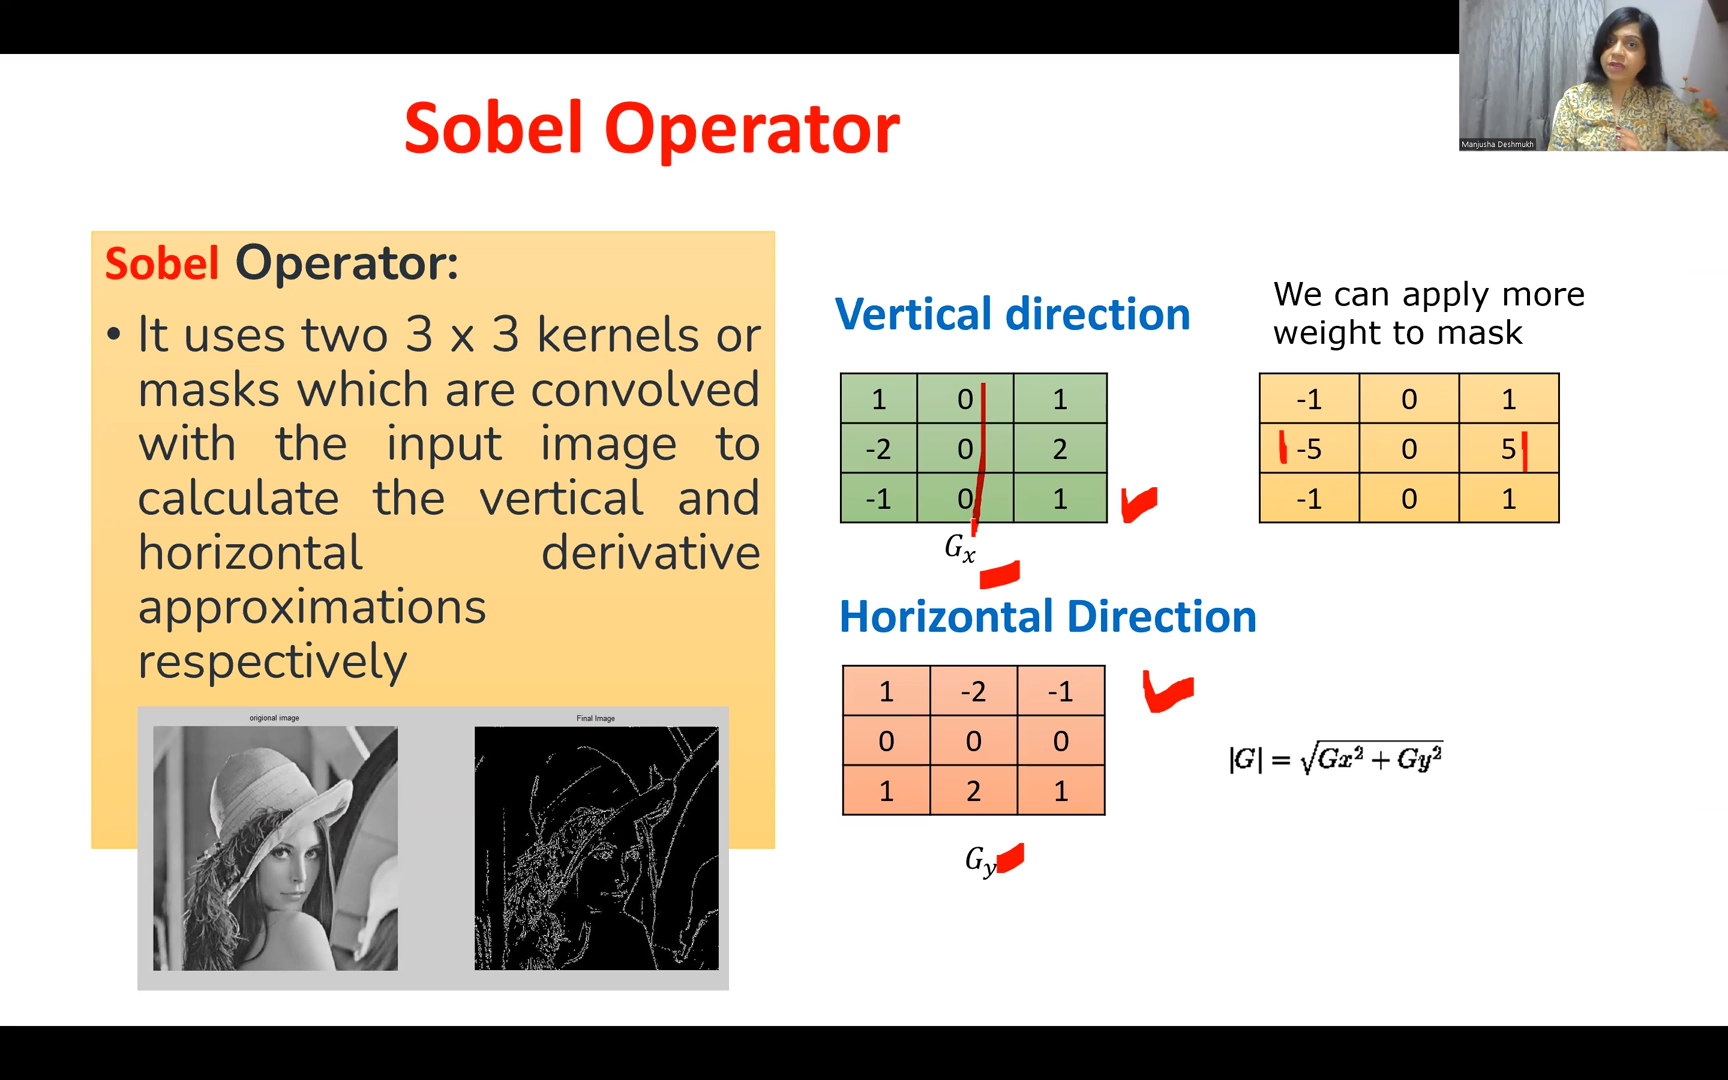 Manjusha Deshmukh
Sobel Operator
Sobel Operator:
• It uses two 3 x 3 kernels or
masks which are convolved
with the input image to
calculate the vertical and
horizontal derivative
approximations
respectively
origional image
Final Image
Vertical direction
1 0 1
-2 0 2
-1 0 1
Gx
We can apply more
weight to mask
-1 0 1
-5 0 5
-1 0 1
Horizontal Direction
1 -2 -1
0 0 0
1 2 1
Gy
|G| = √Gx² + Gy²